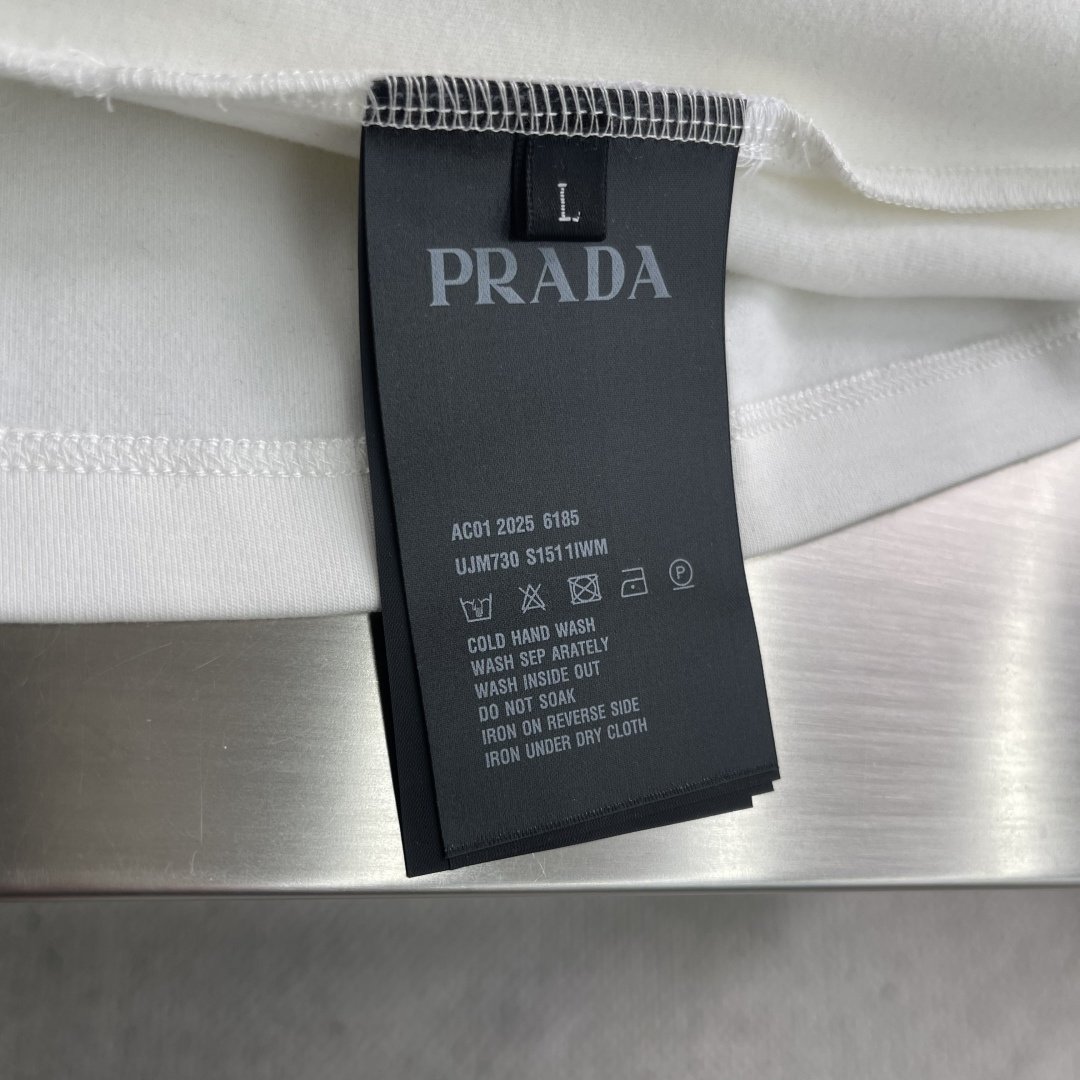 L
PRADA
AC01 2025 6185
UJM730 S1511IWM
P
COLD HAND WASH
WASH SEP ARATELY
WASH INSIDE OUT
DO NOT SOAK
IRON ON REVERSE SIDE
IRON UNDER DRY CLOTH